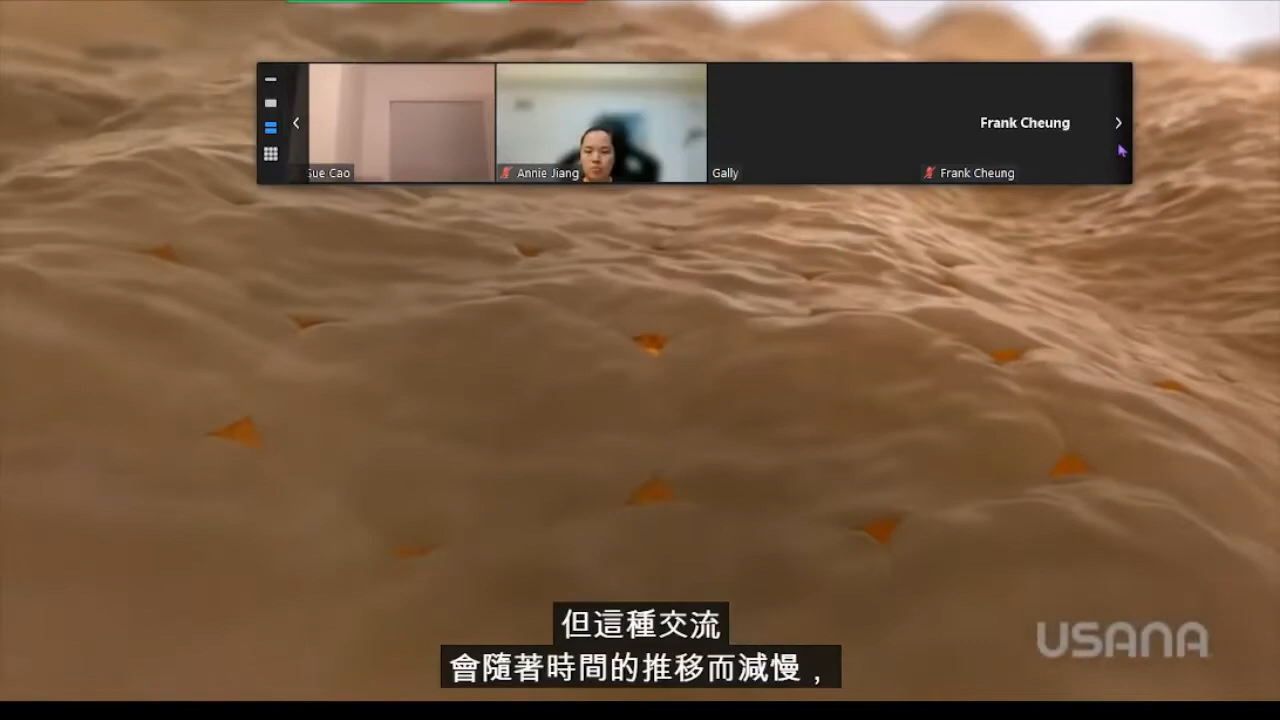 Frank Cheung
Sue Cao
Annie Jiang
Gally
Frank Cheung
但這種交流
會隨著時間的推移而減慢，
USANA